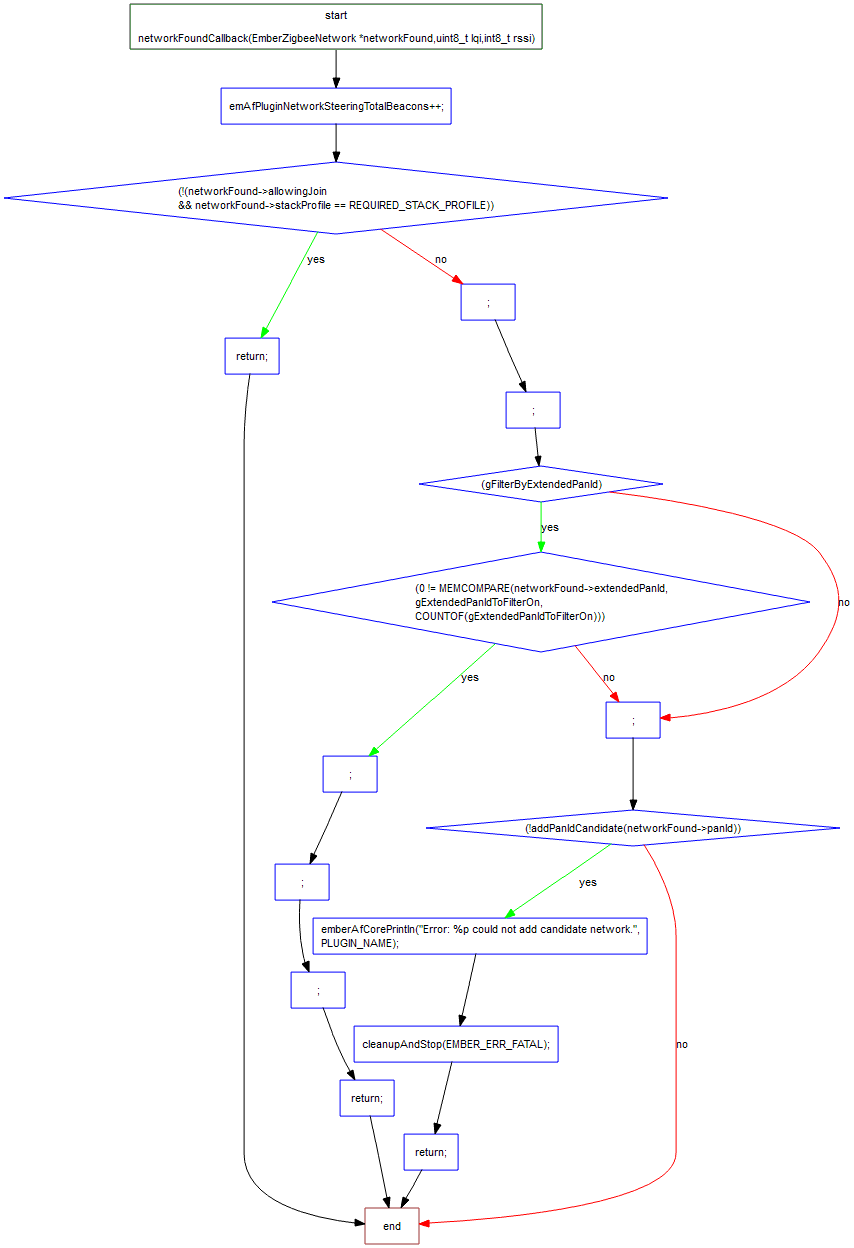 start
networkFoundCallback(EmberZigbeeNetwork *networkFound,uint8_t lqi,int8_t rssi)
emAfPluginNetworkSteeringTotalBeacons++;
(!(networkFound->allowingJoin
&& networkFound->stackProfile == REQUIRED_STACK_PROFILE))
yes
no
;
return;
;
(gFilterByExtendedPanId)
yes
(0 != MEMCOMPARE(networkFound->extendedPanId,
gExtendedPanIdToFilterOn,
COUNTOF(gExtendedPanIdToFilterOn)))
no
yes
no
;
;
(!addPanIdCandidate(networkFound->panId))
yes
;
emberAfCorePrintln("Error: %p could not add candidate network.",
PLUGIN_NAME);
;
cleanupAndStop(EMBER_ERR_FATAL);
no
return;
return;
end